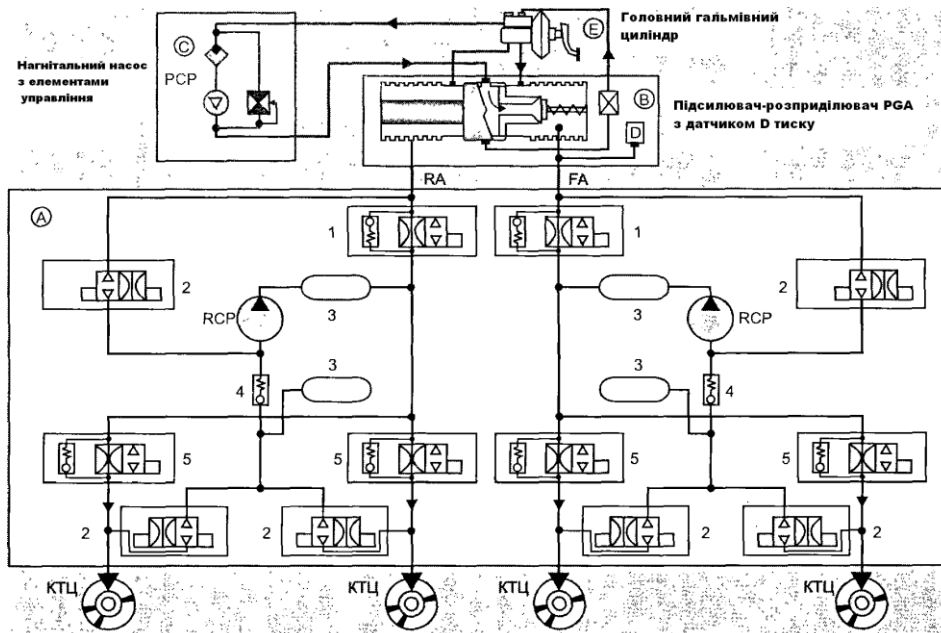 Головний гальмівний
циліндр
E
C
Нагнітальний насос
з елементами
управління
PCP
B
Підсилювач-розприділювач PGA
з датчиком D тиску
D
RA
FA
A
1
1
2
2
3
3
RCP
RCP
3
3
4
4
5
5
5
5
2
2
2
2
КТЦ
КТЦ
КТЦ
КТЦ